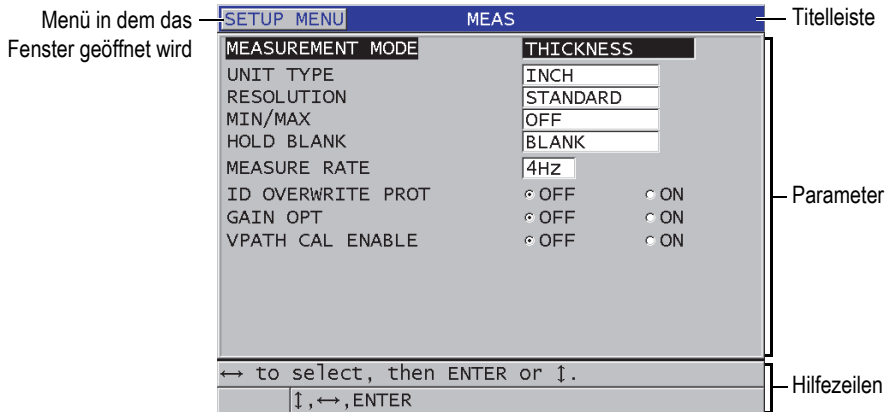 Menü in dem das
Fenster geöffnet wird
SETUP MENU MEAS
Titelleiste
MEASUREMENT MODE THICKNESS
UNIT TYPE INCH
RESOLUTION STANDARD
MIN/MAX OFF
HOLD BLANK BLANK
MEASURE RATE 4Hz
ID OVERWRITE PROT OFF ON
GAIN OPT OFF ON
VPATH CAL ENABLE OFF ON
Parameter
↔ to select, then ENTER or ↕.
↕,↔,ENTER
Hilfezeilen